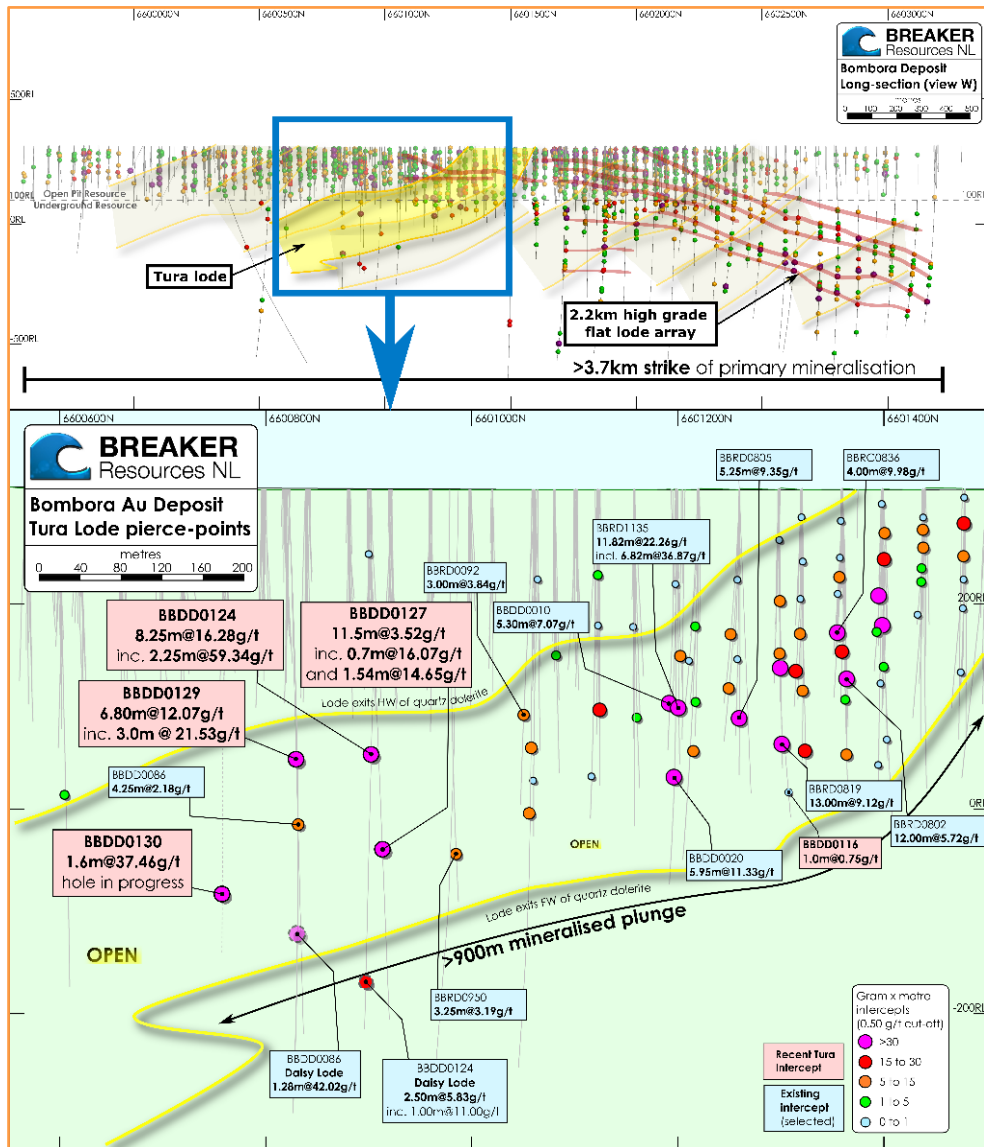 6600000N
6600500N
6601000N
6601500N
6602000N
6602500N
6603000N
BREAKER
Resources NL
Bombora Deposit
Long-section (view W)
metres
0 100 200 300 400 500
500RL
100RL
Open Pit Resource
Underground Resource
0RL
100RL
-500RL
Tura lode
2.2km high grade
flat lode array
>3.7km strike of primary mineralisation
6600600N
6600800N
6601000N
6601200N
6601400N
BREAKER
Resources NL
Bombora Au Deposit
Tura Lode pierce-points
metres
0 40 80 120 160 200
BBRD0805
5.25m@9.35g/t
BBRC0836
4.00m@9.98g/t
BBRD1135
11.82m@22.26g/t
incl. 6.82m@36.87g/t
BBRD0092
3.00m@3.84g/t
BBDD0010
5.30m@7.07g/t
200RL
BBDD0124
8.25m@16.28g/t
inc. 2.25m@59.34g/t
BBDD0127
11.5m@3.52g/t
inc. 0.7m@16.07g/t
and 1.54m@14.65g/t
BBDD0129
6.80m@12.07g/t
inc. 3.0m @ 21.53g/t
Lode exits HW of quartz dolerite
BBDD0086
4.25m@2.18g/t
0RL
BBRD0819
13.00m@9.12g/t
BBRD0802
12.00m@5.72g/t
BBDD0130
1.6m@37.46g/t
hole in progress
OPEN
BBDD0020
5.95m@11.33g/t
BBDD0116
1.0m@0.75g/t
Lode exits FW of quartz dolerite
>900m mineralised plunge
OPEN
BBRD0950
3.25m@3.19g/t
-200RL
BBDD0086
Daisy Lode
1.28m@42.02g/t
BBDD0124
Daisy Lode
2.50m@5.83g/t
inc. 1.00m@11.00g/t
Recent Tura
Intercept
Existing
intercept
(selected)
Gram x metre
intercepts
(0.50 g/t cut-off)
>30
15 to 30
5 to 15
1 to 5
0 to 1